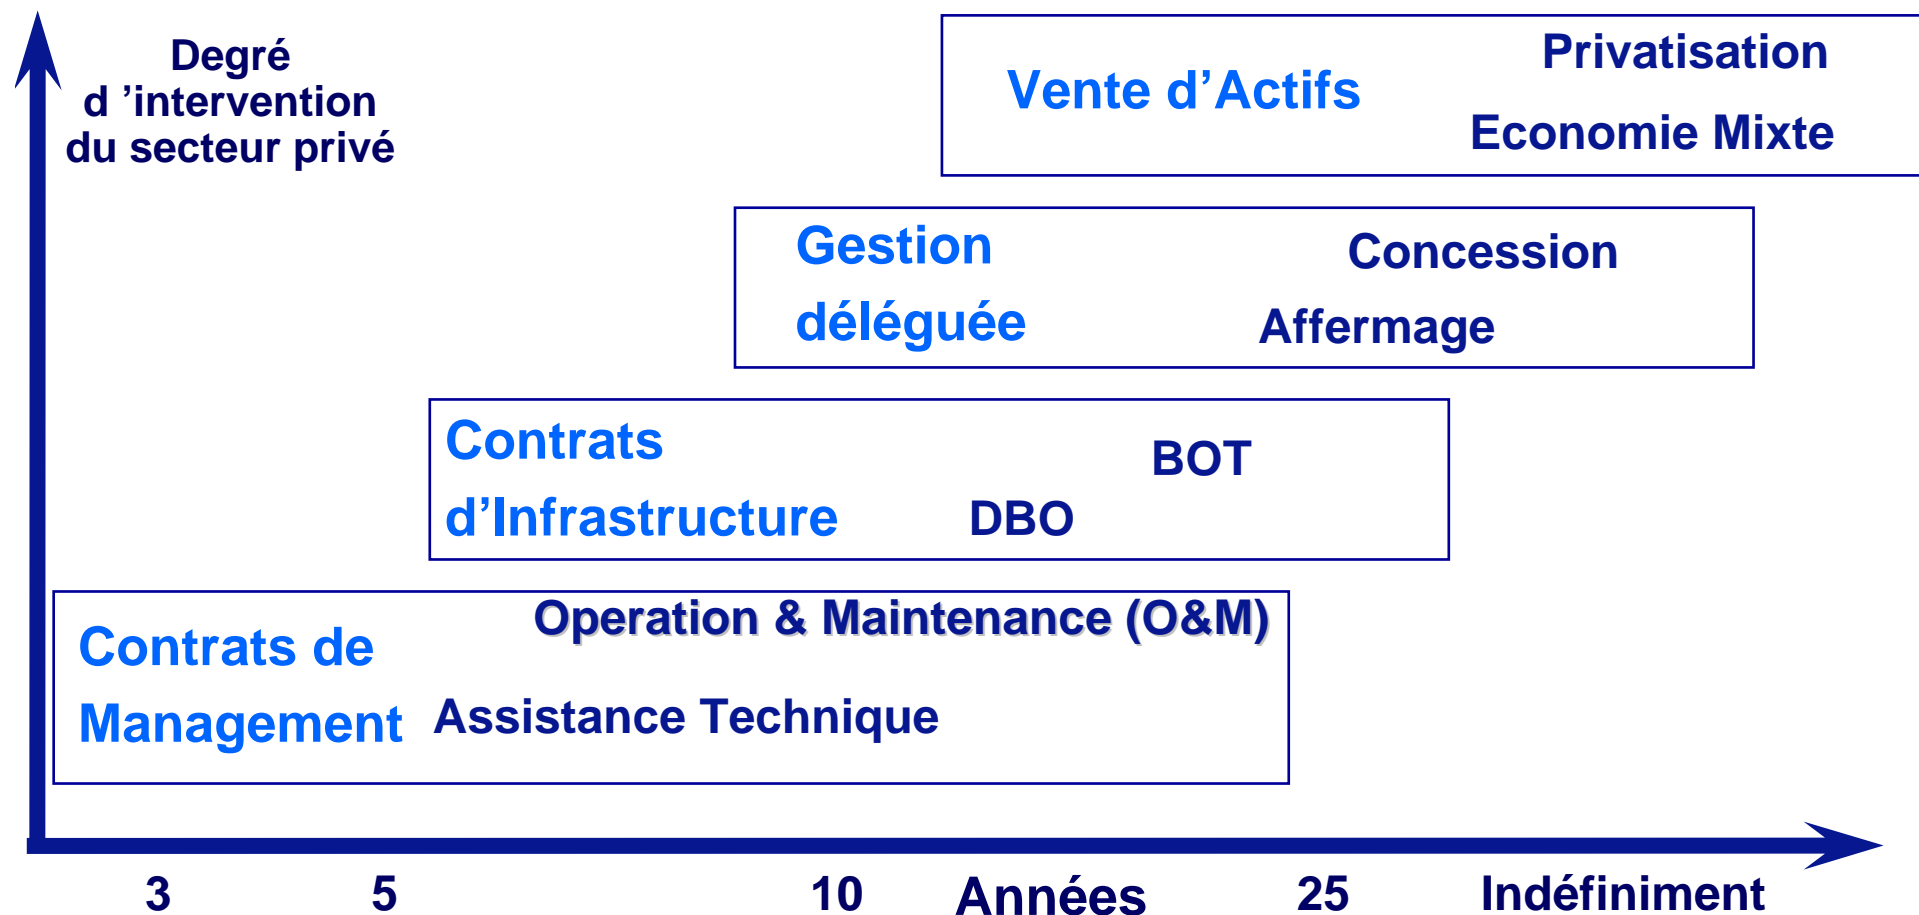 Degré
d ’intervention
du secteur privé
Vente d’Actifs
Privatisation
Economie Mixte
Gestion
déléguée
Concession
Affermage
Contrats
d’Infrastructure
BOT
DBO
Operation & Maintenance (O&M)
Contrats de
Management
Assistance Technique
3 5 10 Années 25 Indéfiniment